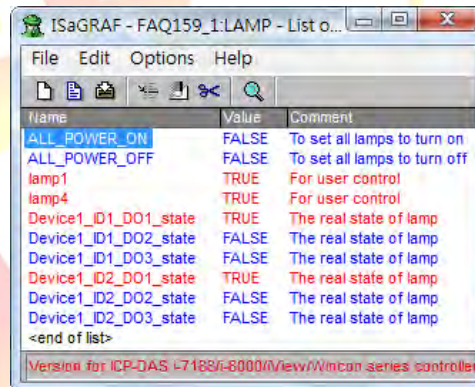 ISaGRAF - FAQ159_1:LAMP - List o...
File Edit Options Help
Name Value Comment
ALL_POWER_ON FALSE To set all lamps to turn on
ALL_POWER_OFF FALSE To set all lamps to turn off
lamp1 TRUE For user control
lamp4 TRUE For user control
Device1_ID1_DO1_state TRUE The real state of lamp
Device1_ID1_DO2_state FALSE The real state of lamp
Device1_ID1_DO3_state FALSE The real state of lamp
Device1_ID2_DO1_state TRUE The real state of lamp
Device1_ID2_DO2_state FALSE The real state of lamp
Device1_ID2_DO3_state FALSE The real state of lamp
<end of list>
Version for ICP-DAS i-7188/i-8000/iView/Wincon series controller